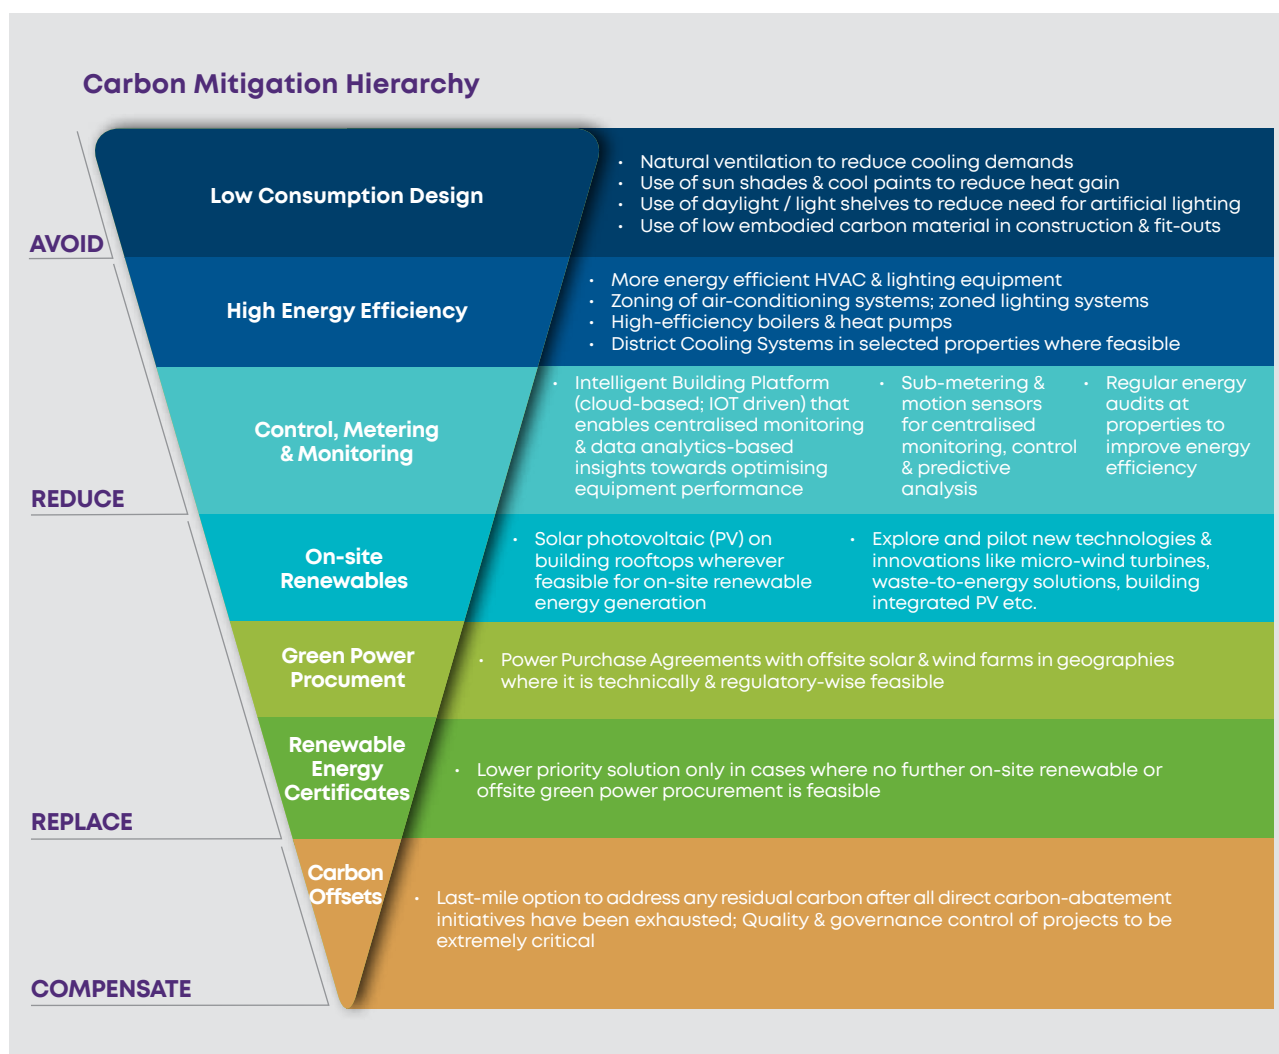 Carbon Mitigation Hierarchy
AVOID
Low Consumption Design
• Natural ventilation to reduce cooling demands
• Use of sun shades & cool paints to reduce heat gain
• Use of daylight / light shelves to reduce need for artificial lighting
• Use of low embodied carbon material in construction & fit-outs
REDUCE
High Energy Efficiency
• More energy efficient HVAC & lighting equipment
• Zoning of air-conditioning systems; zoned lighting systems
• High-efficiency boilers & heat pumps
• District Cooling Systems in selected properties where feasible
Control, Metering
& Monitoring
• Intelligent Building Platform
(cloud-based; IOT driven) that
enables centralised monitoring
& data analytics-based
insights towards optimising
equipment performance
• Sub-metering &
motion sensors
for centralised
monitoring, control
& predictive
analysis
• Regular energy
audits at
properties to
improve energy
efficiency
REPLACE
On-site
Renewables
• Solar photovoltaic (PV) on
building rooftops wherever
feasible for on-site renewable
energy generation
• Explore and pilot new technologies &
innovations like micro-wind turbines,
waste-to-energy solutions, building
integrated PV etc.
Green Power
Procument
• Power Purchase Agreements with offsite solar & wind farms in geographies
where it is technically & regulatory-wise feasible
Renewable
Energy
Certificates
• Lower priority solution only in cases where no further on-site renewable or
offsite green power procurement is feasible
COMPENSATE
Carbon
Offsets
• Last-mile option to address any residual carbon after all direct carbon-abatement
initiatives have been exhausted; Quality & governance control of projects to be
extremely critical